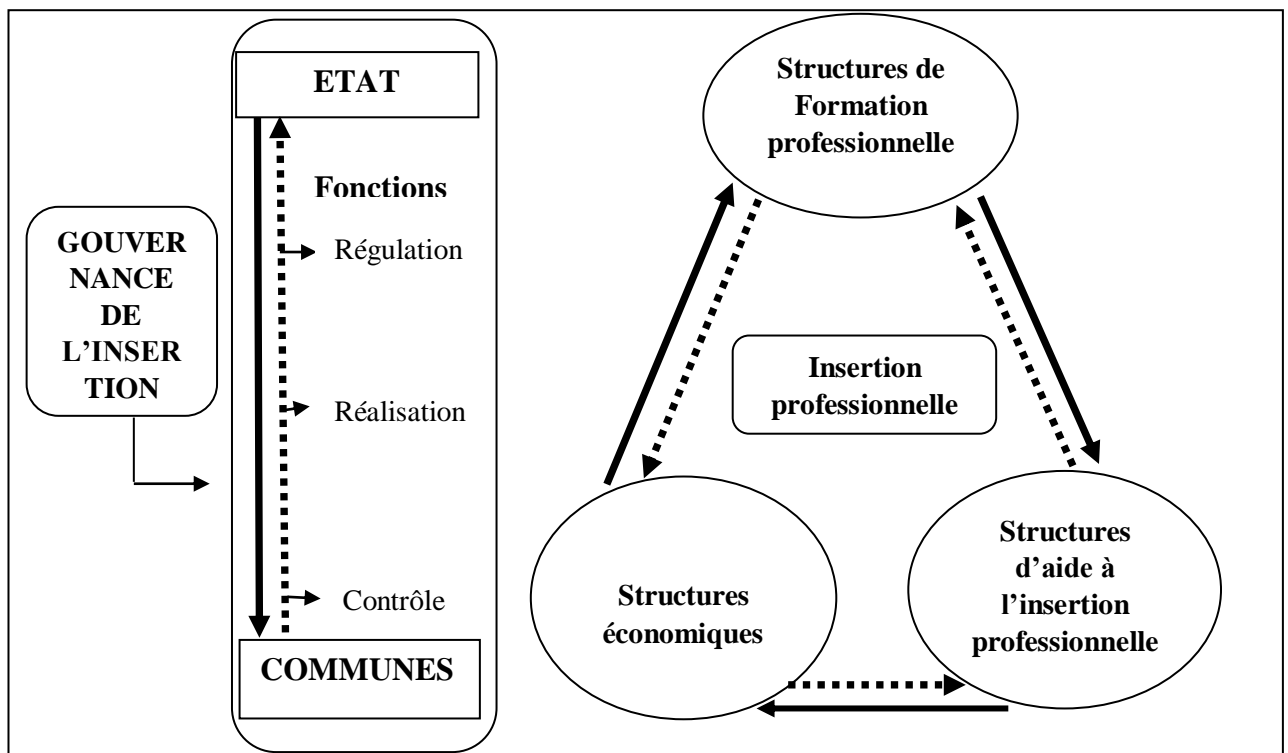 ETAT
Fonctions
Régulation
Réalisation
Contrôle
COMMUNES
GOUVER
NANCE
DE
L’INSER
TION
Structures de
Formation
professionnelle
Insertion
professionnelle
Structures
économiques
Structures
d’aide à
l’insertion
professionnelle